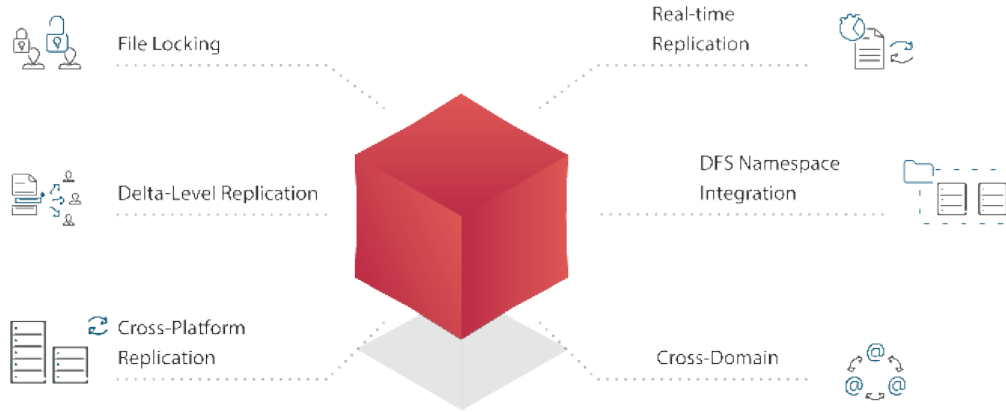 File Locking
Real-time
Replication
Delta-Level Replication
DFS Namespace
Integration
Cross-Platform
Replication
Cross-Domain
@
@ @